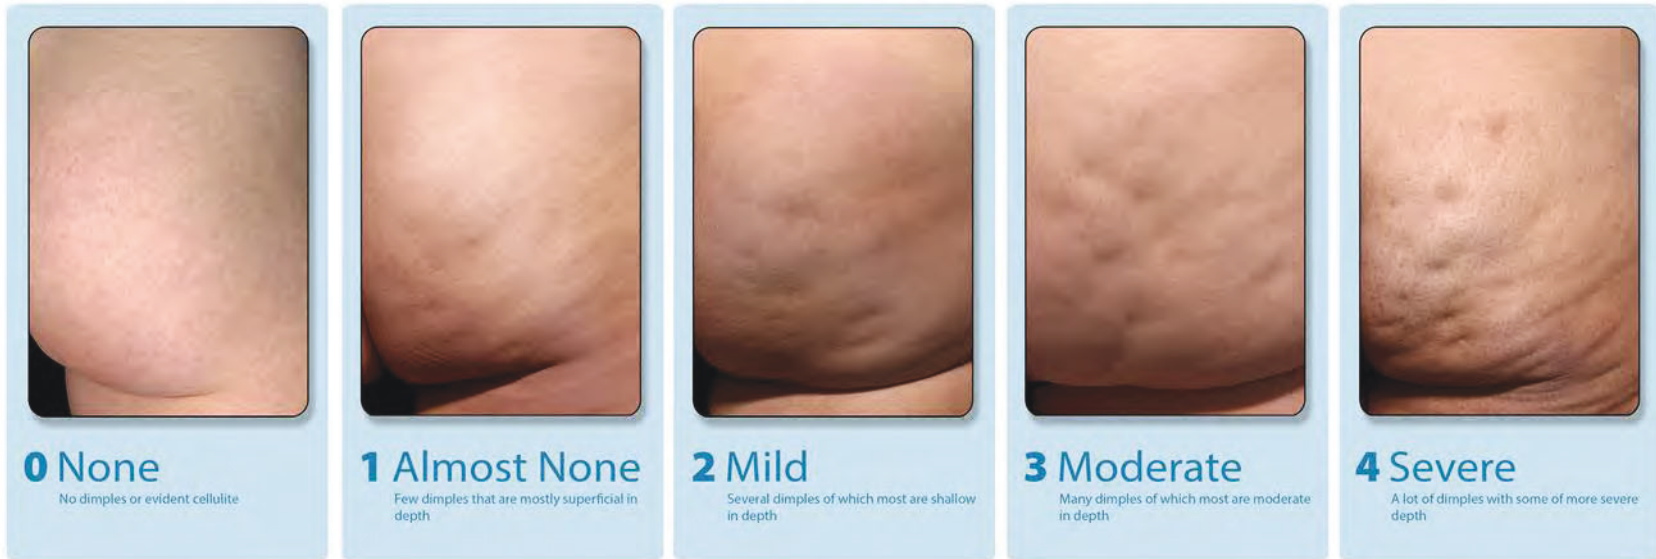 0 None
No dimples or evident cellulite
1 Almost None
Few dimples that are mostly superficial in
depth
2 Mild
Several dimples of which most are shallow
in depth
3 Moderate
Many dimples of which most are moderate
in depth
4 Severe
A lot of dimples with some of more severe
depth